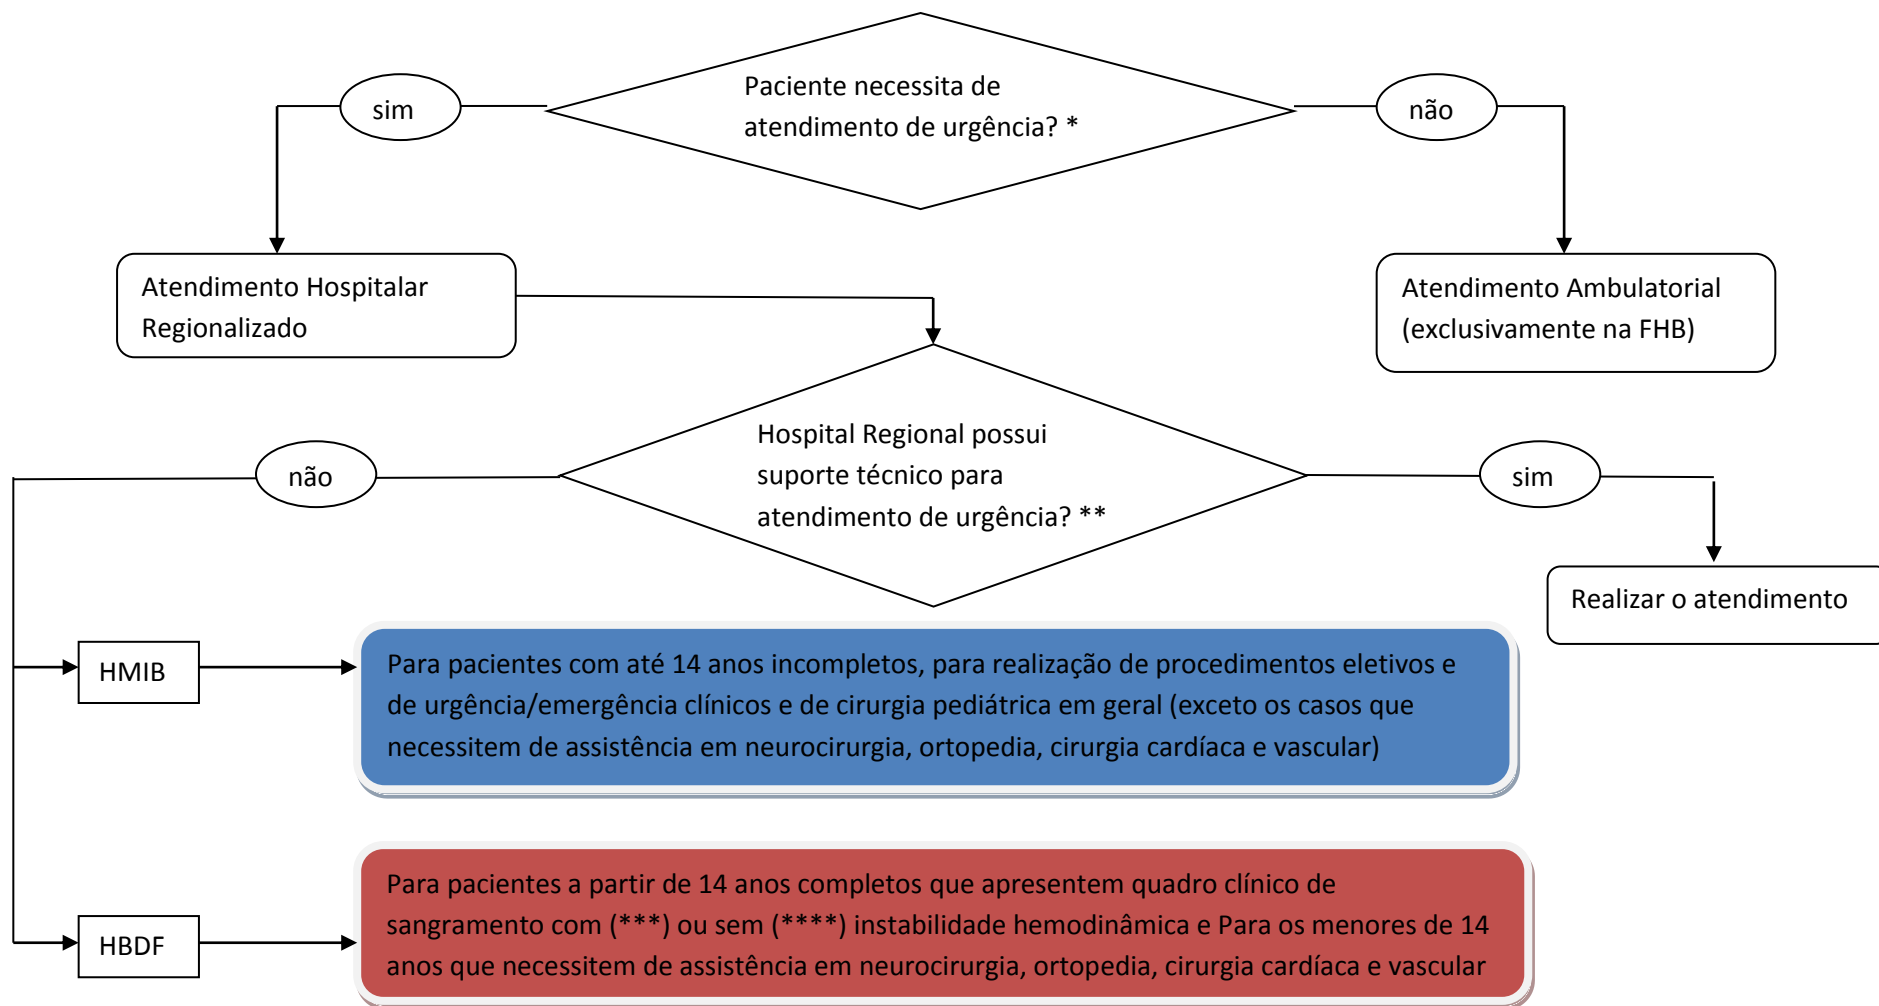 Paciente necessita de
atendimento de urgência? *
sim
não
Atendimento Hospitalar
Regionalizado
Atendimento Ambulatorial
(exclusivamente na FHB)
Hospital Regional possui
suporte técnico para
atendimento de urgência? **
não
sim
Realizar o atendimento
HMIB
Para pacientes com até 14 anos incompletos, para realização de procedimentos eletivos e
de urgência/emergência clínicos e de cirurgia pediátrica em geral (exceto os casos que
necessitem de assistência em neurocirurgia, ortopedia, cirurgia cardíaca e vascular)
HBDF
Para pacientes a partir de 14 anos completos que apresentem quadro clínico de
sangramento com (***) ou sem (****) instabilidade hemodinâmica e Para os menores de 14
anos que necessitem de assistência em neurocirurgia, ortopedia, cirurgia cardíaca e vascular